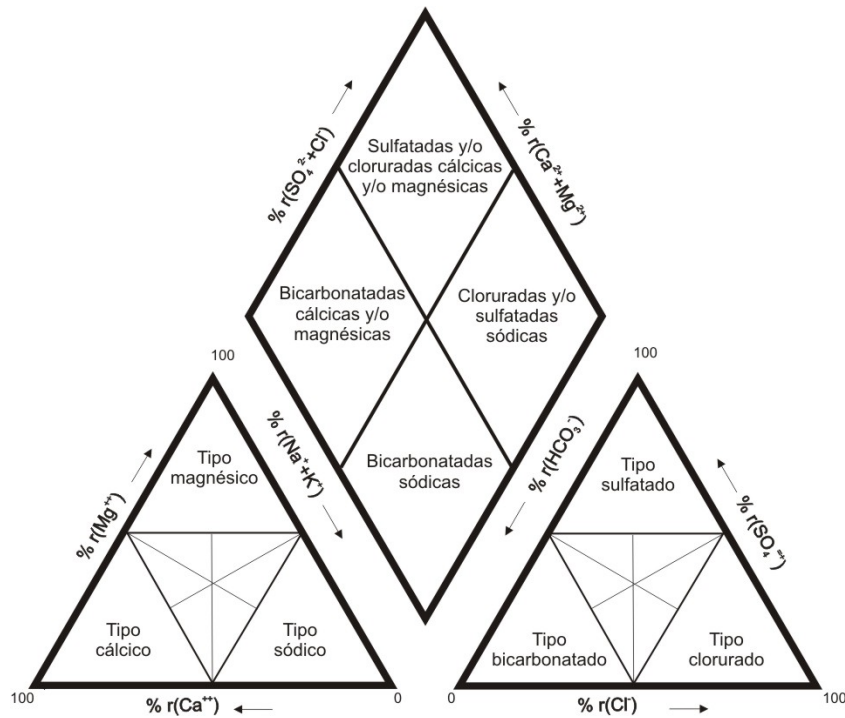 % r(SO₄²⁻+Cl⁻)
% r(Ca²⁺+Mg²⁺)
Sulfatadas y/o
cloruradas cálcicas
y/o magnésicas
Bicarbonatadas
cálcicas y/o
magnésicas
Cloruradas y/o
sulfatadas
sódicas
Bicarbonatadas
sódicas
% r(Na⁺+K⁺)
% r(HCO₃⁻)
100
% r(Mg⁺⁺)
Tipo
magnésico
Tipo
cálcico
Tipo
sódico
100
% r(Ca⁺⁺)
0
100
Tipo
sulfatado
% r(SO₄⁼⁺)
Tipo
bicarbonatado
Tipo
clorurado
0
% r(Cl⁻)
100